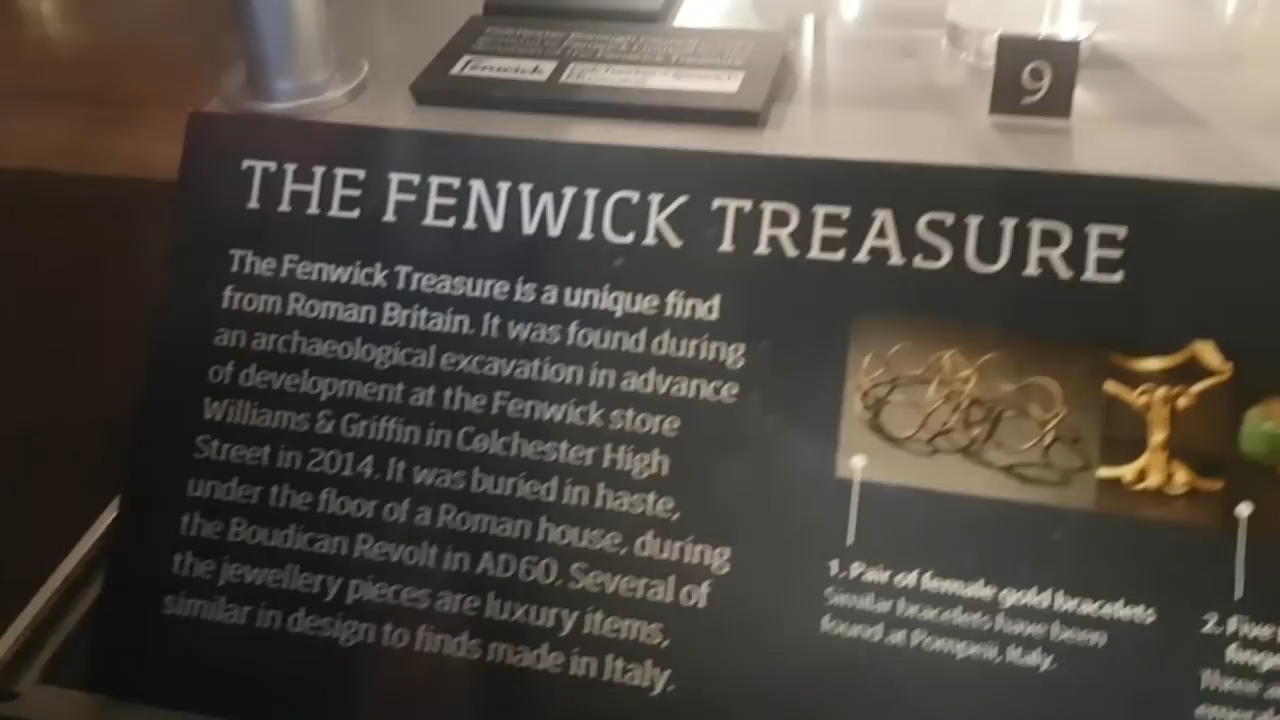 fenwick
9
THE FENWICK TREASURE
The Fenwick Treasure is a unique find
from Roman Britain. It was found during
an archaeological excavation in advance
of development at the Fenwick store
Williams & Griffin in Colchester High
Street in 2014. It was buried in haste,
under the floor of a Roman house, during
the Boudican Revolt in AD60. Several of
the jewellery pieces are luxury items,
similar in design to finds made in Italy.
1. Pair of female gold bracelets
Similar bracelets have been
found at Pompeii, Italy.
2. Five